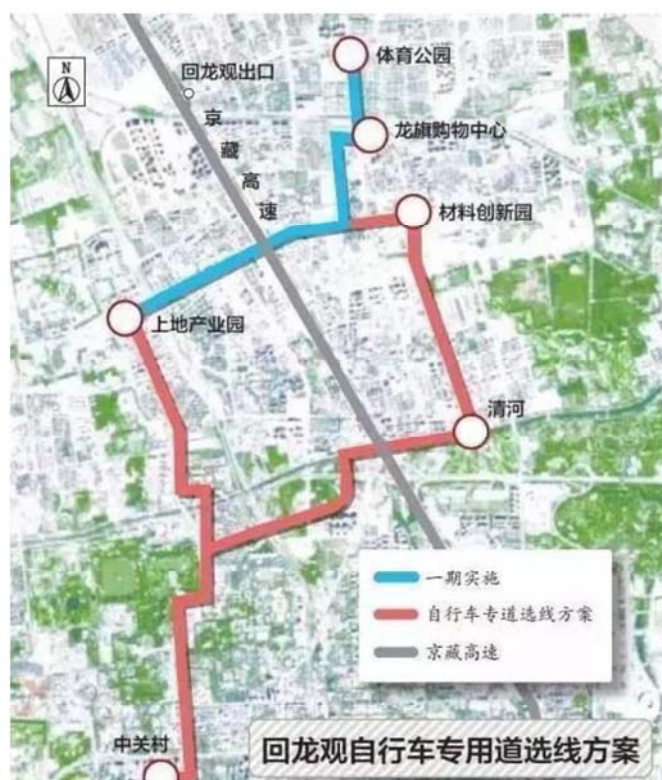 N
体育公园
回龙观出口
龙旗购物中心
京藏高速
材料创新园
上地产业园
清河
一期实施
自行车专道选线方案
京藏高速
中关村
回龙观自行车专用道选线方案